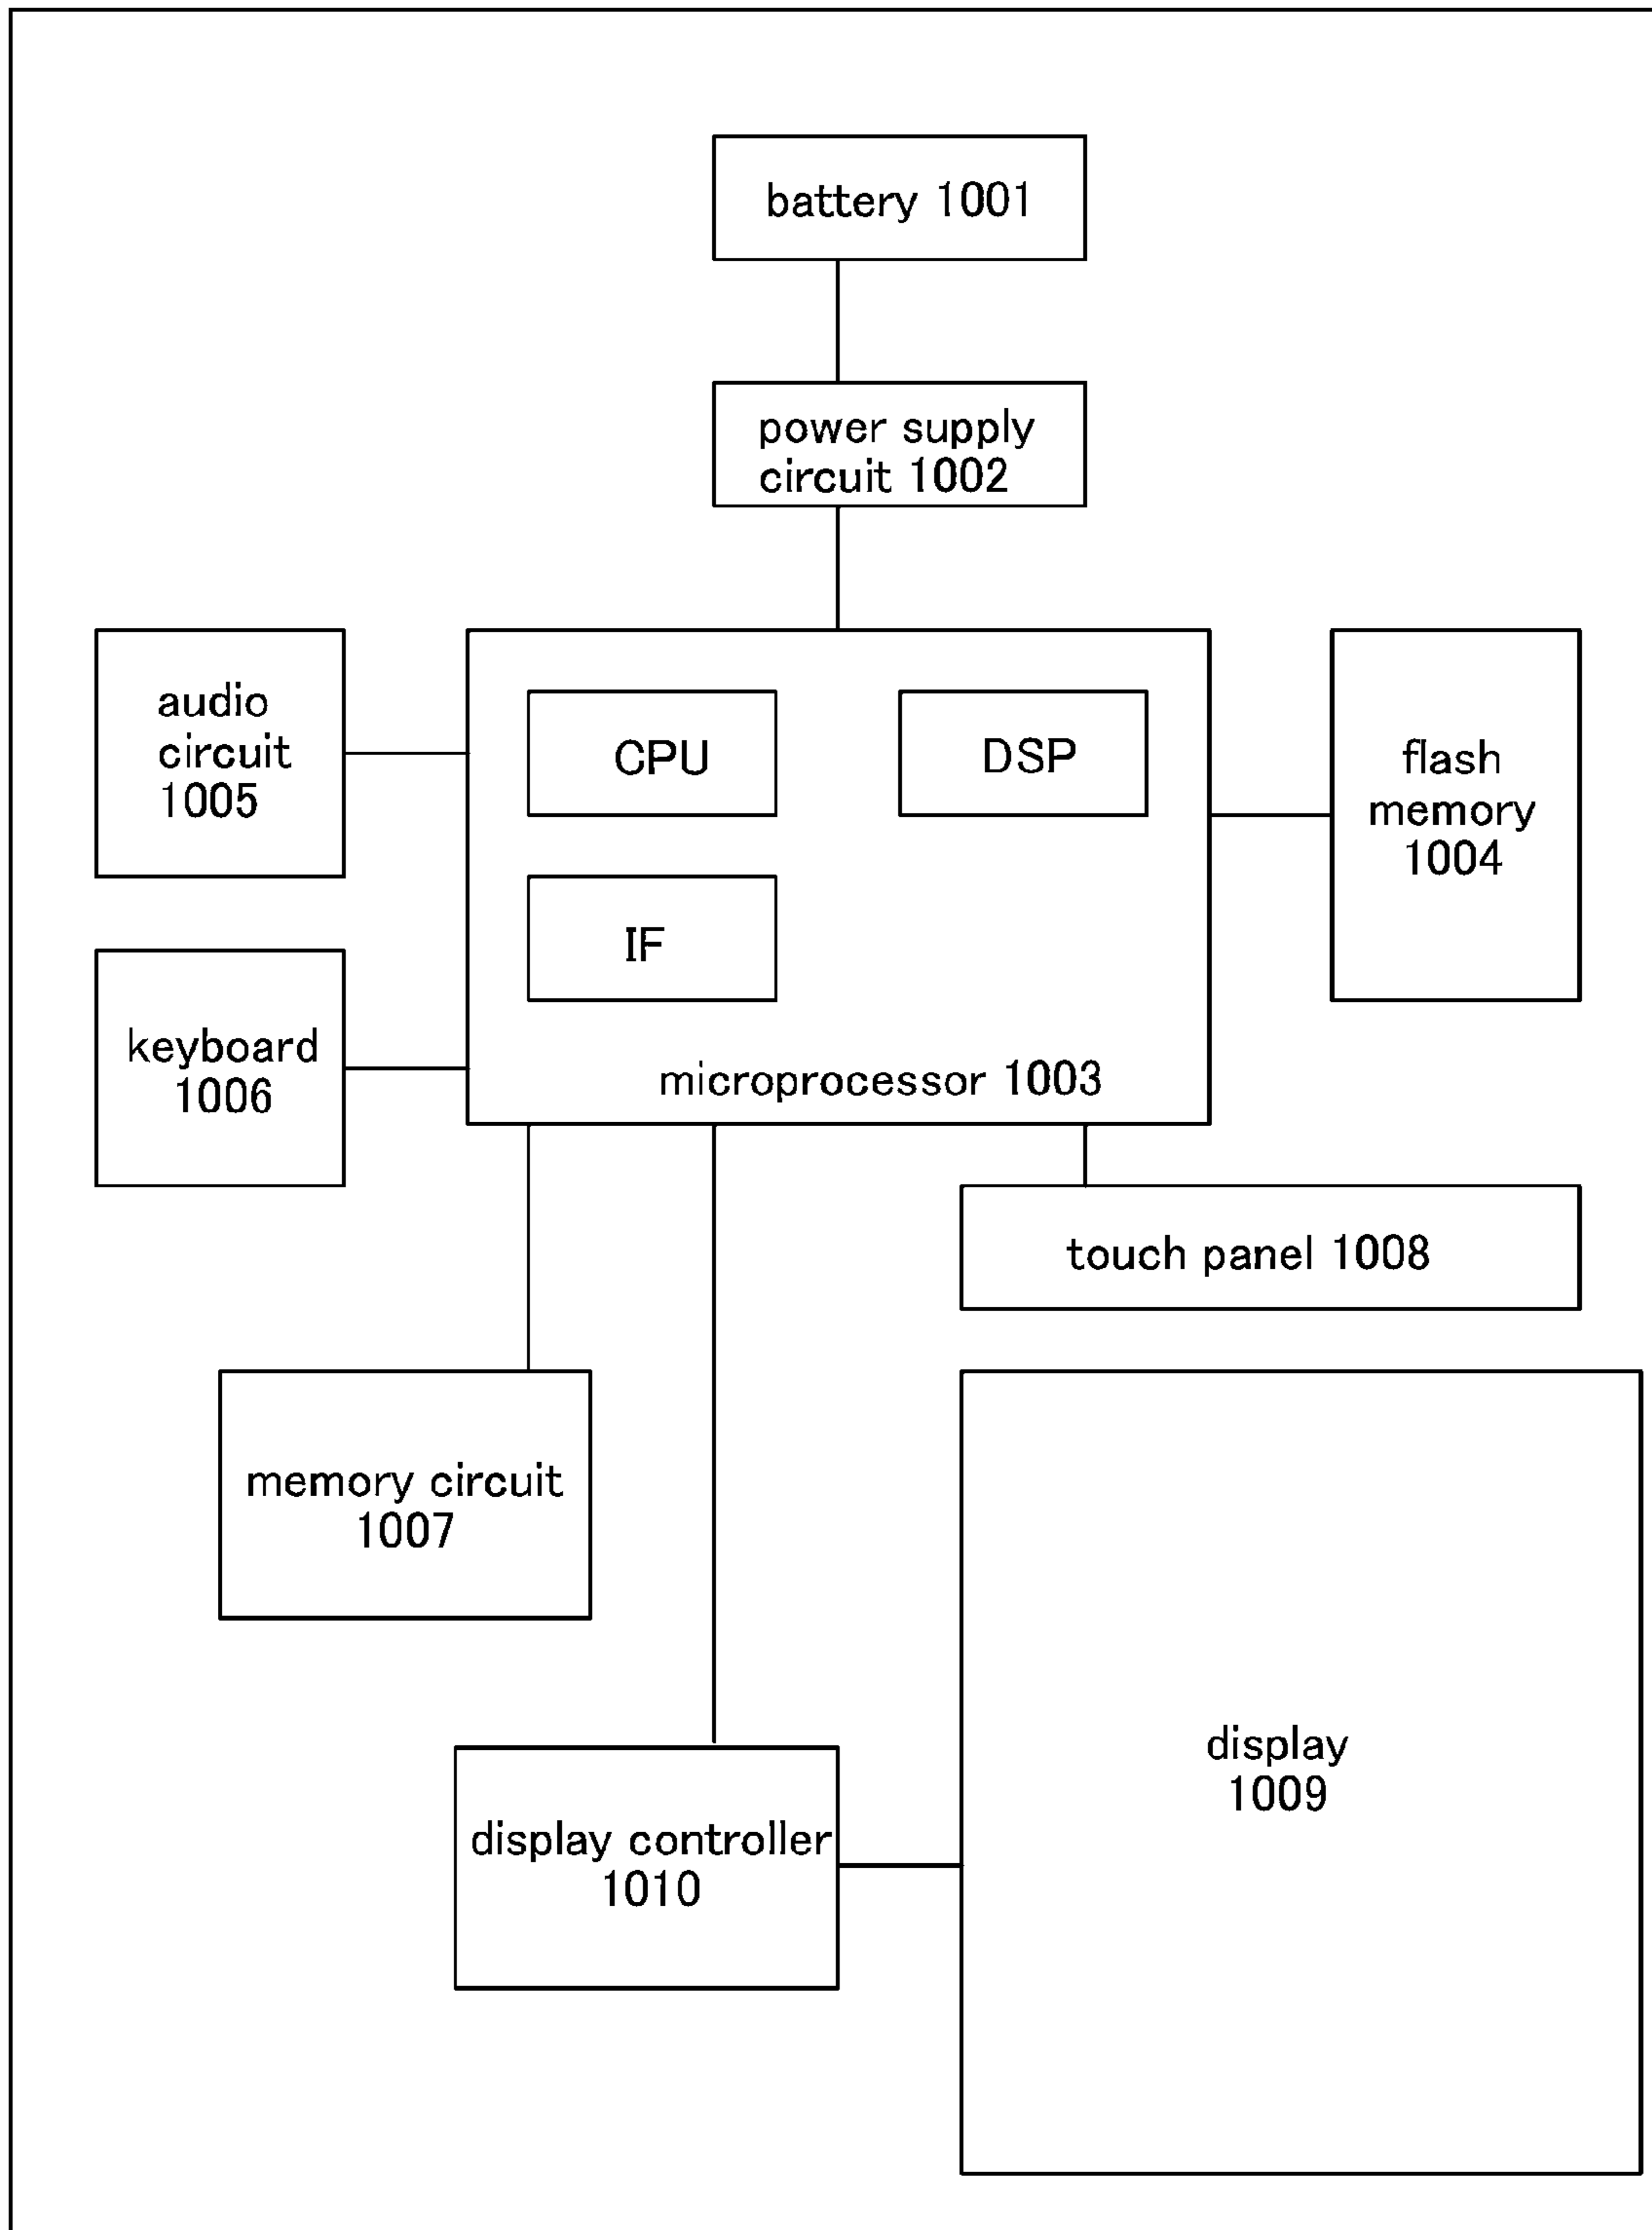 battery 1001
power supply
circuit 1002
audio
circuit
1005
CPU
DSP
flash
memory
1004
IF
keyboard
1006
microprocessor 1003
touch panel 1008
memory circuit
1007
display
1009
display controller
1010